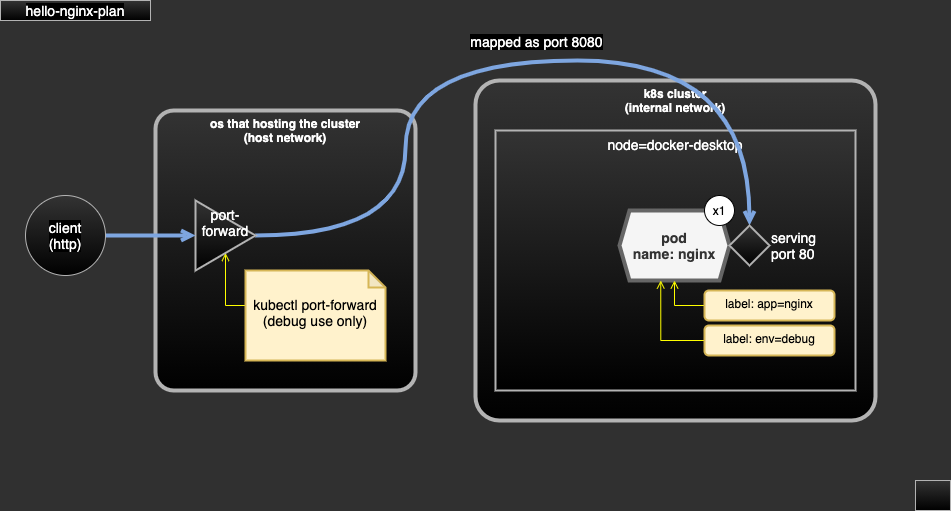 hello-nginx-plan
mapped as port 8080
k8s cluster
(internal network)
os that hosting the cluster
(host network)
node=docker-desktop
x1
client
(http)
port-
forward
pod
name: nginx
serving
port 80
kubectl port-forward
(debug use only)
label: app=nginx
label: env=debug